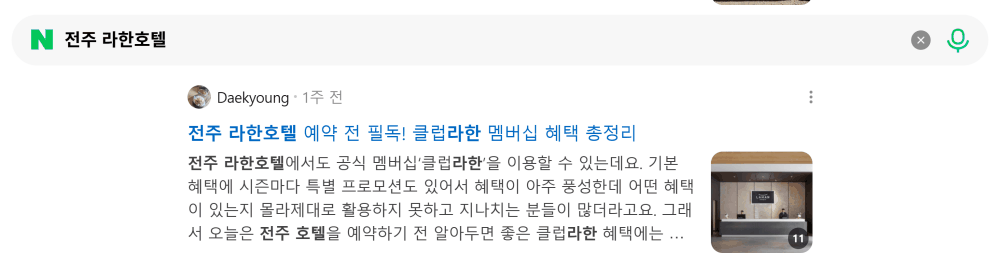 전주 라한호텔
Daekyoung · 1주 전
전주 라한호텔 예약 전 필독! 클럽라한 멤버십 혜택 총정리
전주 라한호텔에서도 공식 멤버십'클럽라한'을 이용할 수 있는데요. 기본
혜택에 시즌마다 특별 프로모션도 있어서 혜택이 아주 풍성한데 어떤 혜택
이 있는지 몰라제대로 활용하지 못하고 지나치는 분들이 많더라고요. 그래
서 오늘은 전주 호텔을 예약하기 전 알아두면 좋은 클럽라한 혜택에는 ...
11